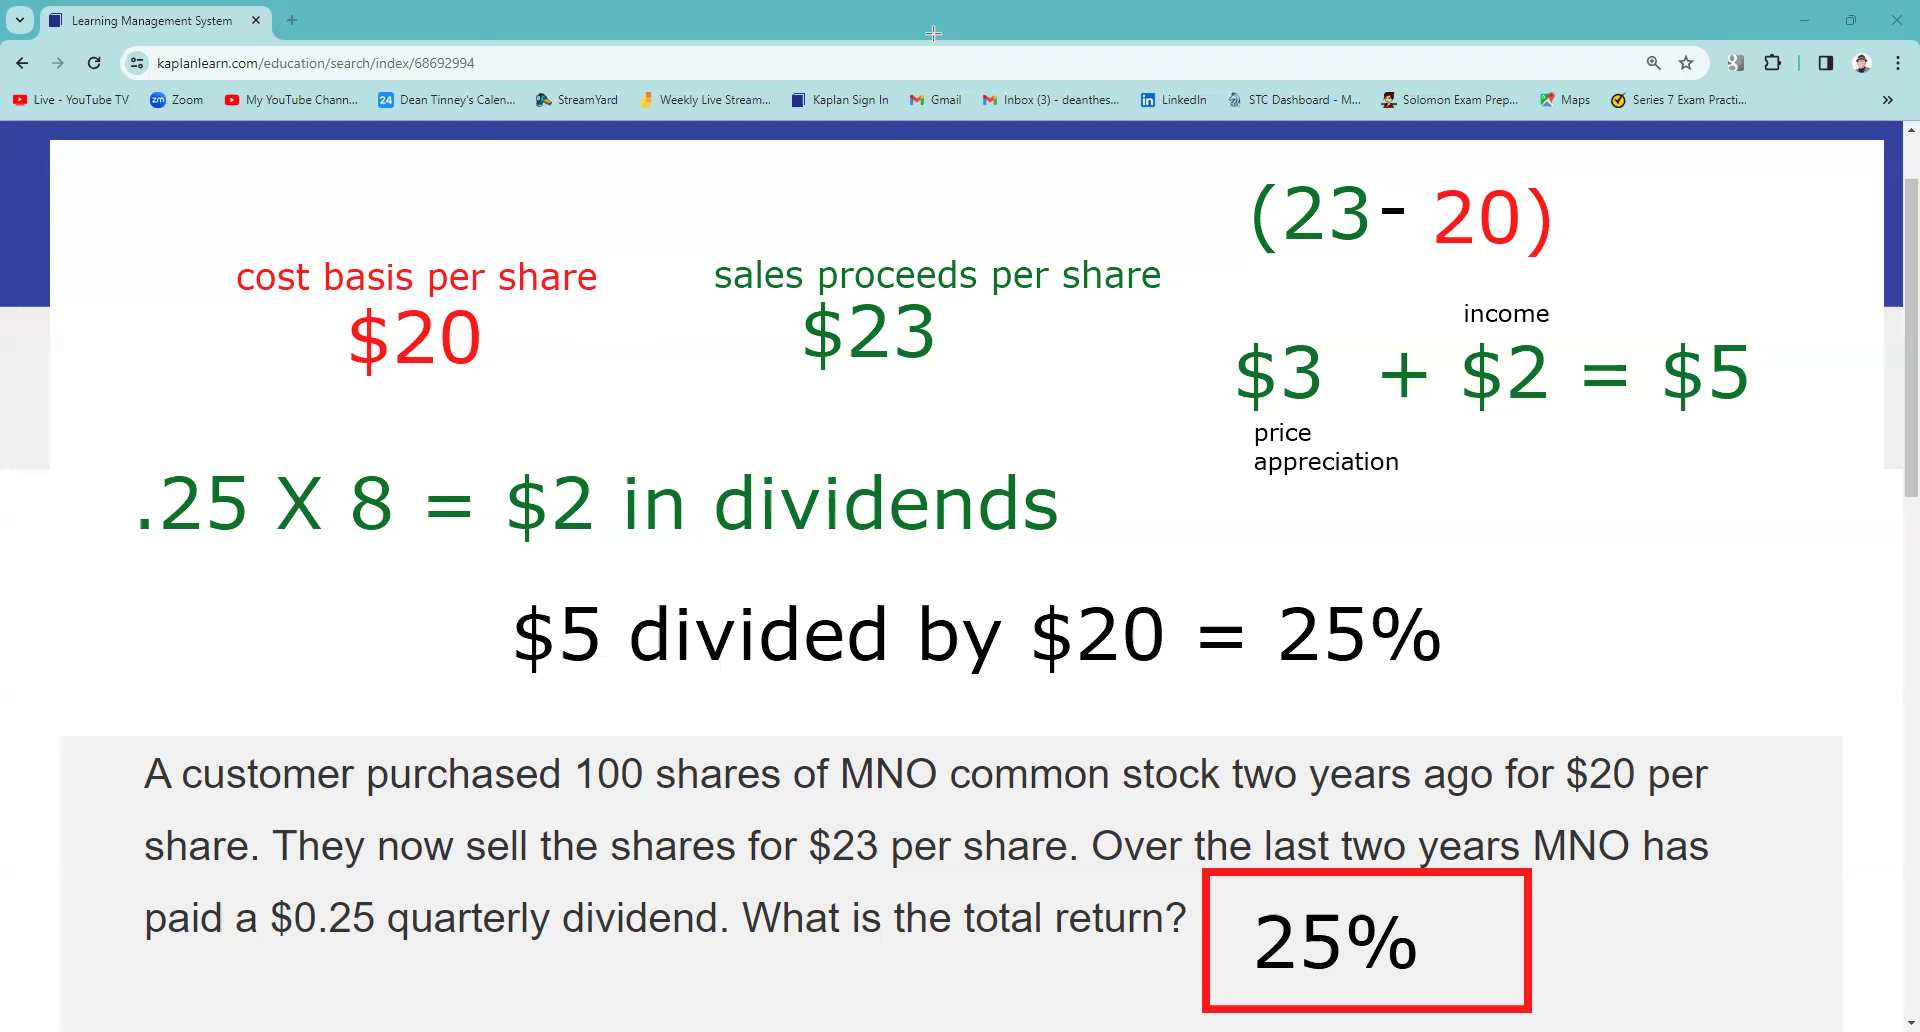 Learning Management System
kaplanlearn.com/education/search/index/68692994
Live - YouTube TV
zm Zoom
My YouTube Chann...
24 Dean Tinney's Calen...
StreamYard
Weekly Live Stream...
Kaplan Sign In
Gmail
Inbox (3) - deanthes...
in LinkedIn
STC Dashboard - M...
Solomon Exam Prep...
Maps
Series 7 Exam Practi...
(23 - 20)
cost basis per share
sales proceeds per share
$20
$23
income
$3 + $2 = $5
price
appreciation
.25 X 8 = $2 in dividends
$5 divided by $20 = 25%
A customer purchased 100 shares of MNO common stock two years ago for $20 per
share. They now sell the shares for $23 per share. Over the last two years MNO has
paid a $0.25 quarterly dividend. What is the total return?
25%